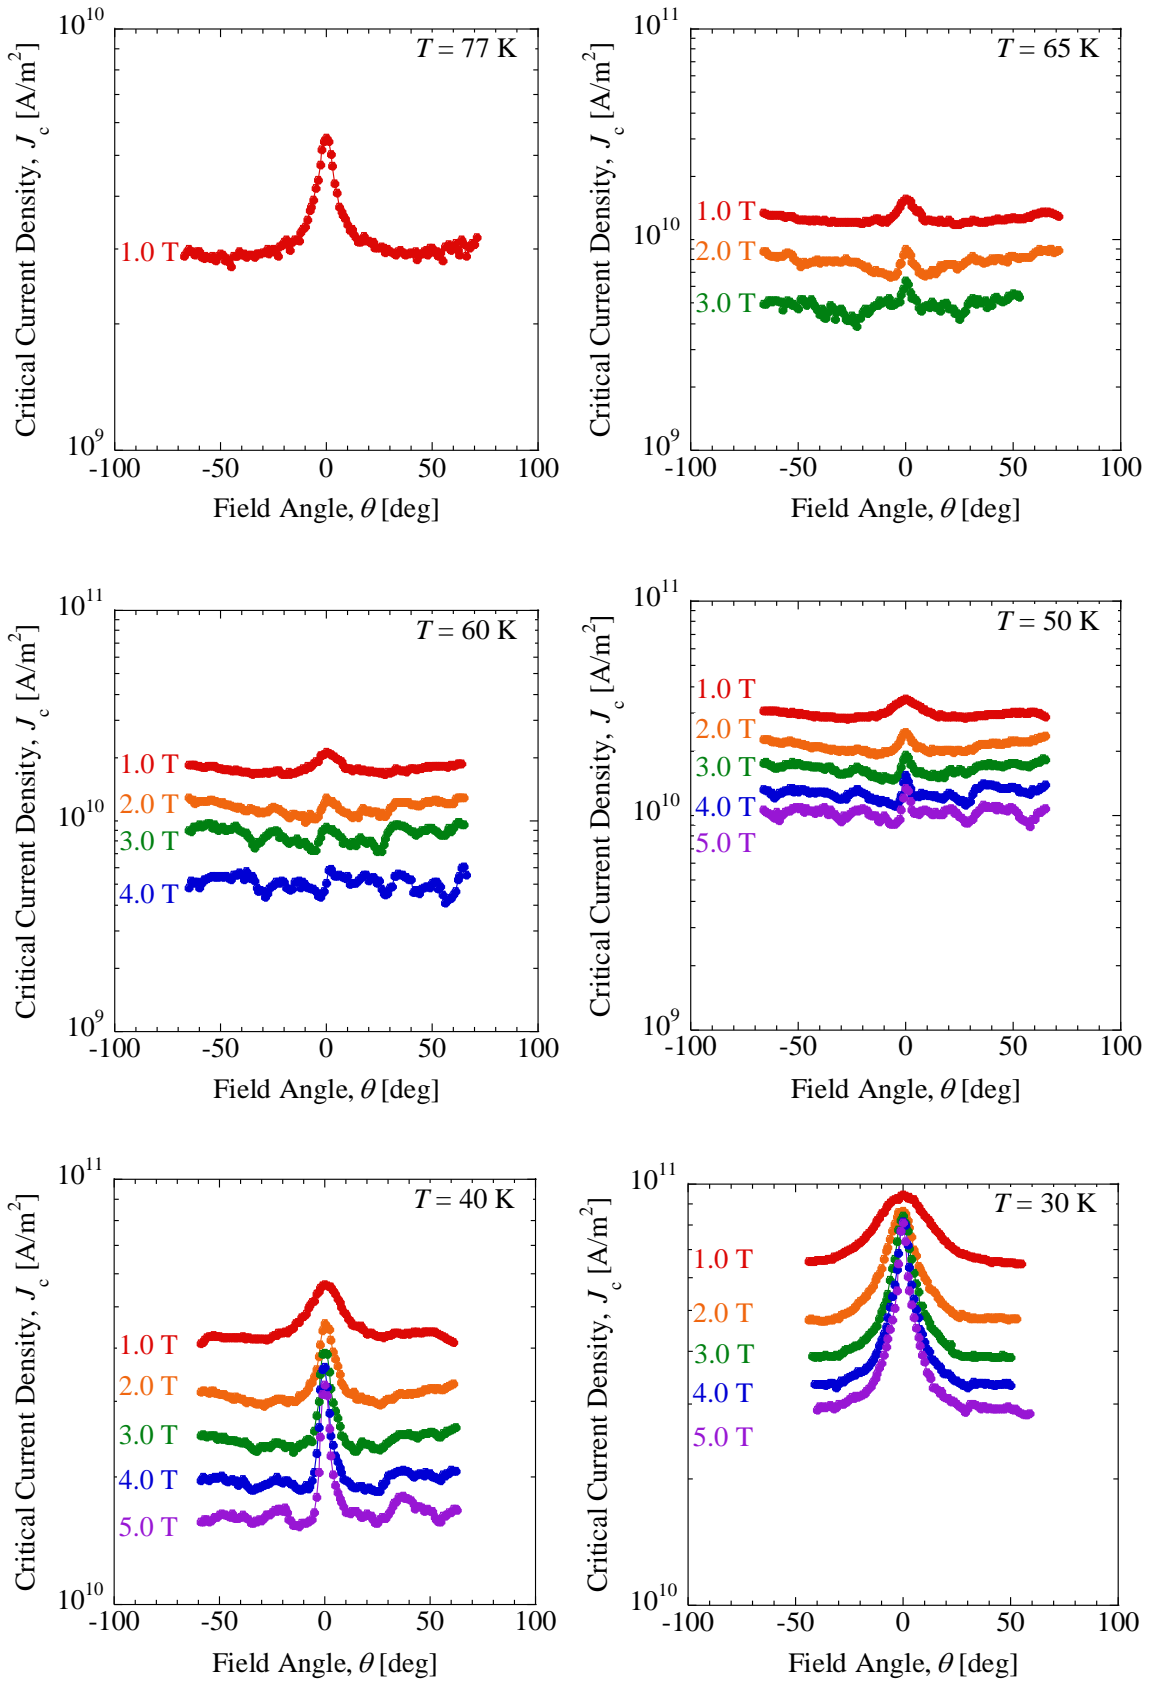 10^10
T = 77 K
Critical Current Density, J_c [A/m^2]
1.0 T
10^9
-100 -50 0 50 100
Field Angle, θ [deg]
10^11
T = 65 K
Critical Current Density, J_c [A/m^2]
1.0 T
10^10
2.0 T
3.0 T
10^9
-100 -50 0 50 100
Field Angle, θ [deg]
10^11
T = 60 K
Critical Current Density, J_c [A/m^2]
1.0 T
2.0 T
10^10
3.0 T
4.0 T
10^9
-100 -50 0 50 100
Field Angle, θ [deg]
10^11
T = 50 K
Critical Current Density, J_c [A/m^2]
1.0 T
2.0 T
3.0 T
4.0 T
10^10
5.0 T
10^9
-100 -50 0 50 100
Field Angle, θ [deg]
10^11
T = 40 K
Critical Current Density, J_c [A/m^2]
1.0 T
2.0 T
3.0 T
4.0 T
5.0 T
10^10
-100 -50 0 50 100
Field Angle, θ [deg]
10^11
T = 30 K
Critical Current Density, J_c [A/m^2]
1.0 T
2.0 T
3.0 T
4.0 T
5.0 T
10^10
-100 -50 0 50 100
Field Angle, θ [deg]